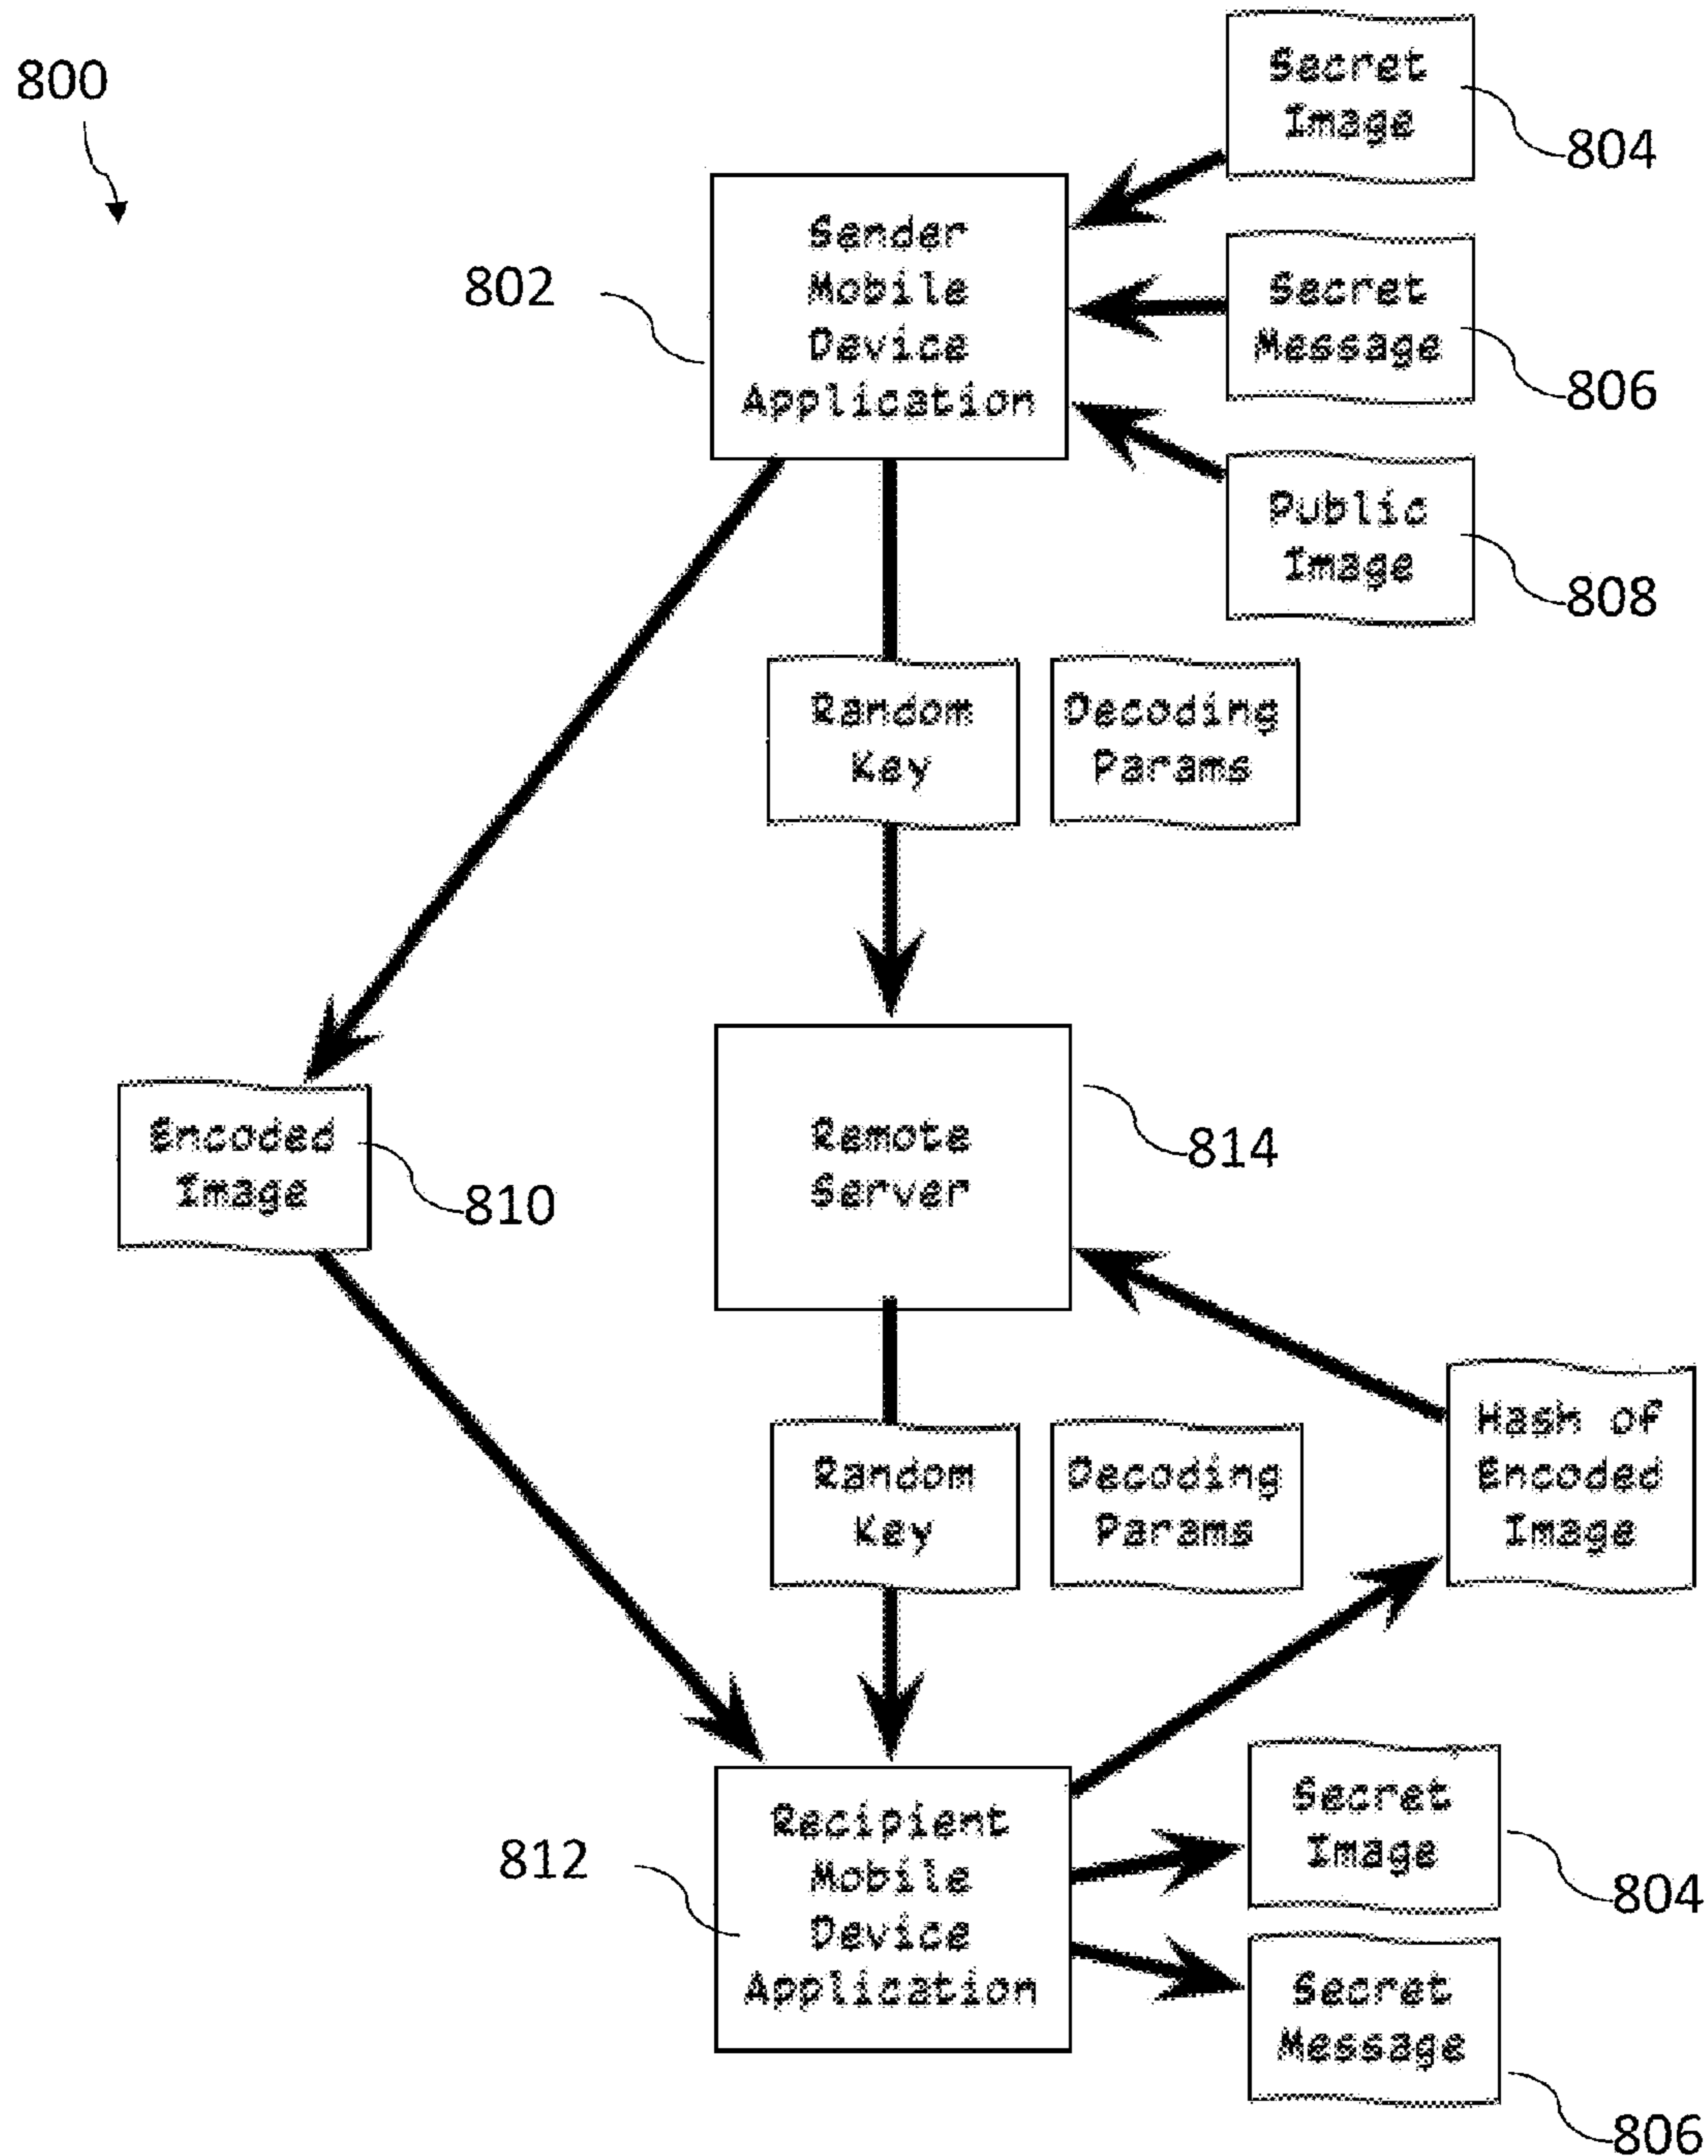 800
Secret
Image
804
Sender
Mobile
Device
Application
802
Secret
Message
806
Public
Image
808
Random
Key
Decoding
Params
Encoded
Image
810
Remote
Server
814
Random
Key
Decoding
Params
Hash of
Encoded
Image
Recipient
Mobile
Device
Application
812
Secret
Image
804
Secret
Message
806